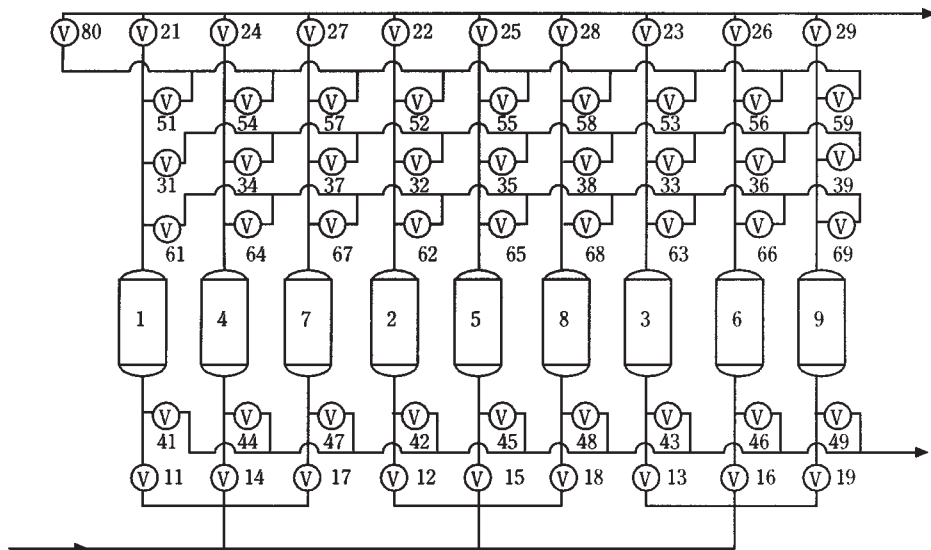 V 80 V 21 V 24 V 27 V 22 V 25 V 28 V 23 V 26 V 29
V V V V V V V V V
51 54 57 52 55 58 53 56 59
V V V V V V V V V
31 34 37 32 35 38 33 36 39
V V V V V V V V V
61 64 67 62 65 68 63 66 69
1 4 7 2 5 8 3 6 9
V V V V V V V V V
41 44 47 42 45 48 43 46 49
V 11 V 14 V 17 V 12 V 15 V 18 V 13 V 16 V 19